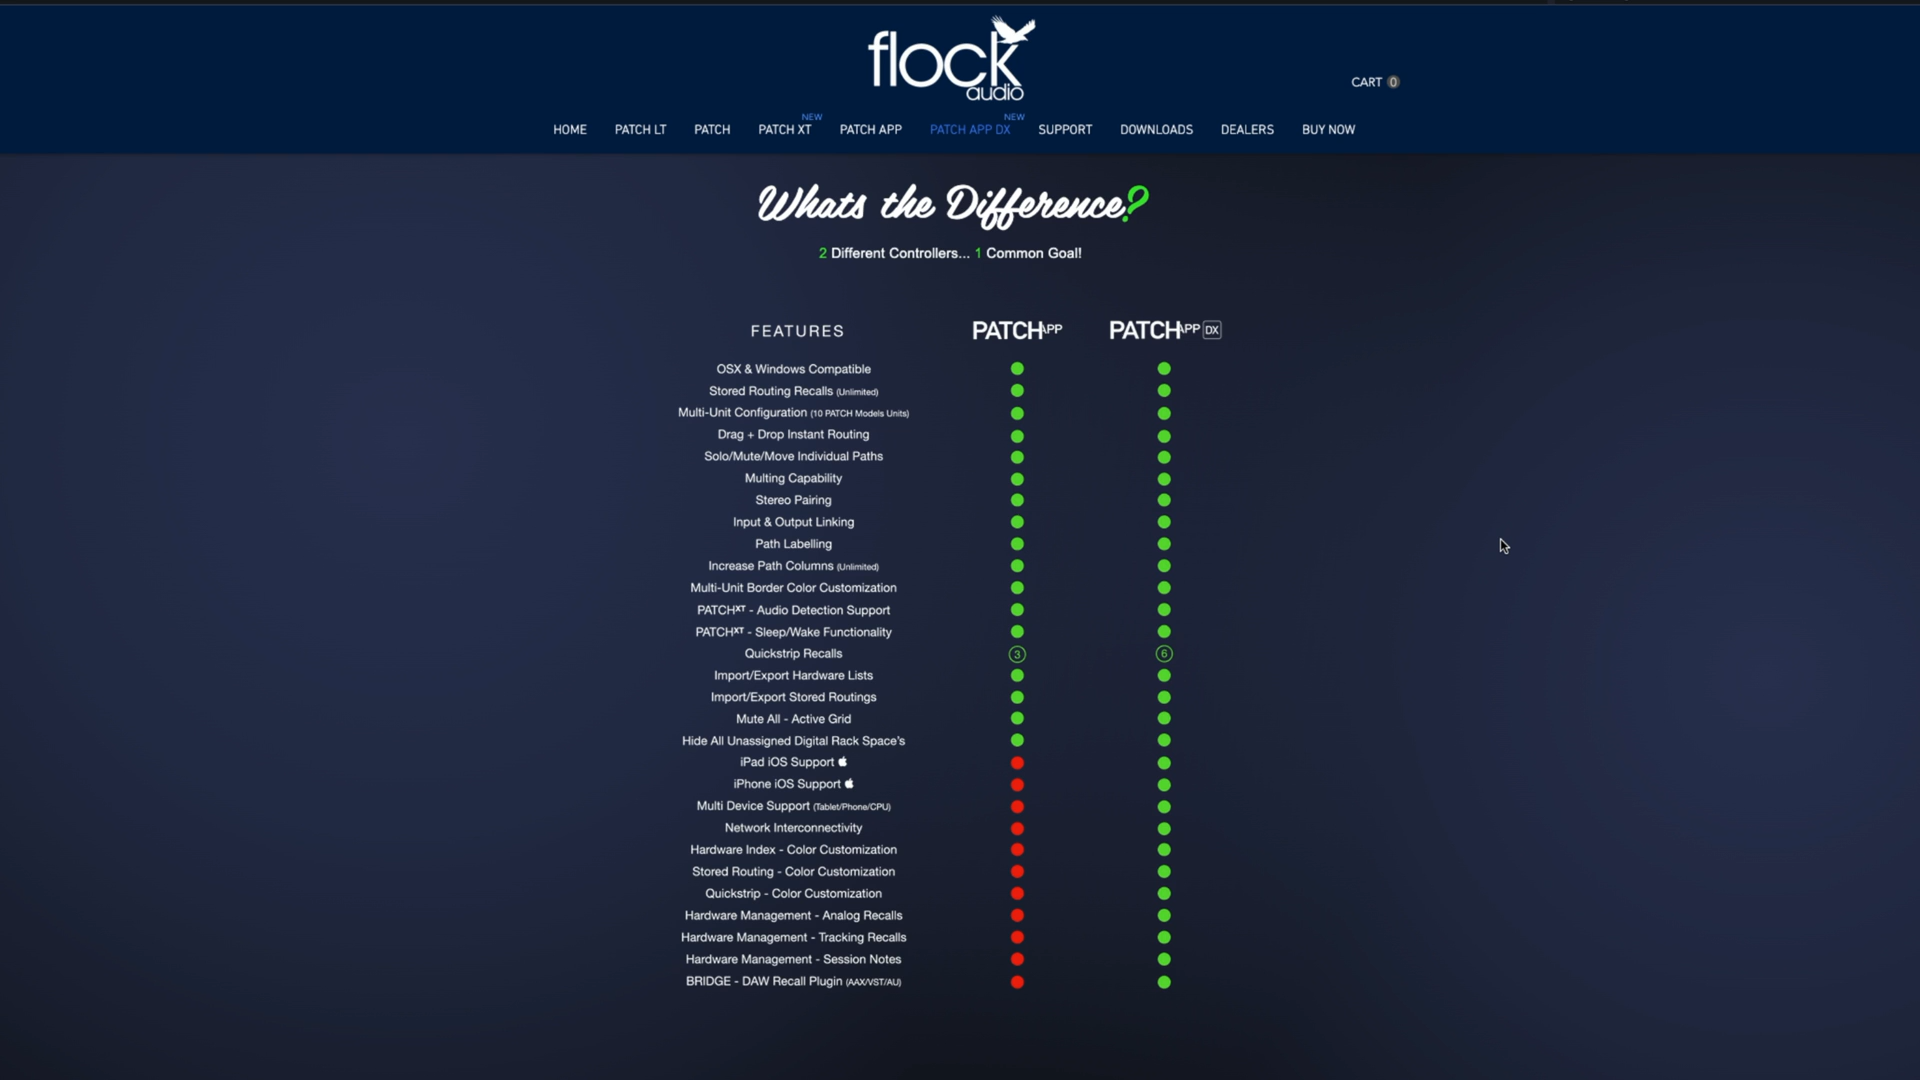 flock
audio
CART 0
NEW NEW
HOME PATCH LT PATCH PATCH XT PATCH APP PATCH APP DX SUPPORT DOWNLOADS DEALERS BUY NOW
Whats the Difference?
2 Different Controllers... 1 Common Goal!
FEATURES PATCH APP PATCH APP DX
OSX & Windows Compatible
Stored Routing Recalls (Unlimited)
Multi-Unit Configuration (10 PATCH Models Units)
Drag + Drop Instant Routing
Solo/Mute/Move Individual Paths
Multing Capability
Stereo Pairing
Input & Output Linking
Path Labelling
Increase Path Columns (Unlimited)
Multi-Unit Border Color Customization
PATCHXT - Audio Detection Support
PATCHXT - Sleep/Wake Functionality
Quickstrip Recalls 3 6
Import/Export Hardware Lists
Import/Export Stored Routings
Mute All - Active Grid
Hide All Unassigned Digital Rack Space's
iPad iOS Support
iPhone iOS Support
Multi Device Support (Tablet/Phone/CPU)
Network Interconnectivity
Hardware Index - Color Customization
Stored Routing - Color Customization
Quickstrip - Color Customization
Hardware Management - Analog Recalls
Hardware Management - Tracking Recalls
Hardware Management - Session Notes
BRIDGE - DAW Recall Plugin (AAX/VST/AU)